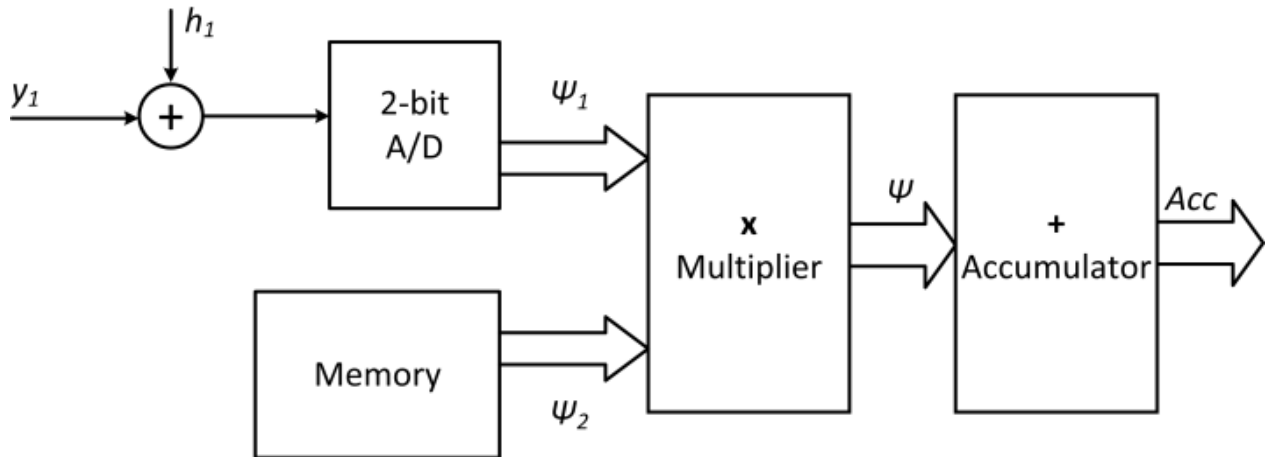 h₁
y₁
+
2-bit
A/D
Ψ₁
x
Multiplier
Ψ
+
Accumulator
Acc
Memory
Ψ₂